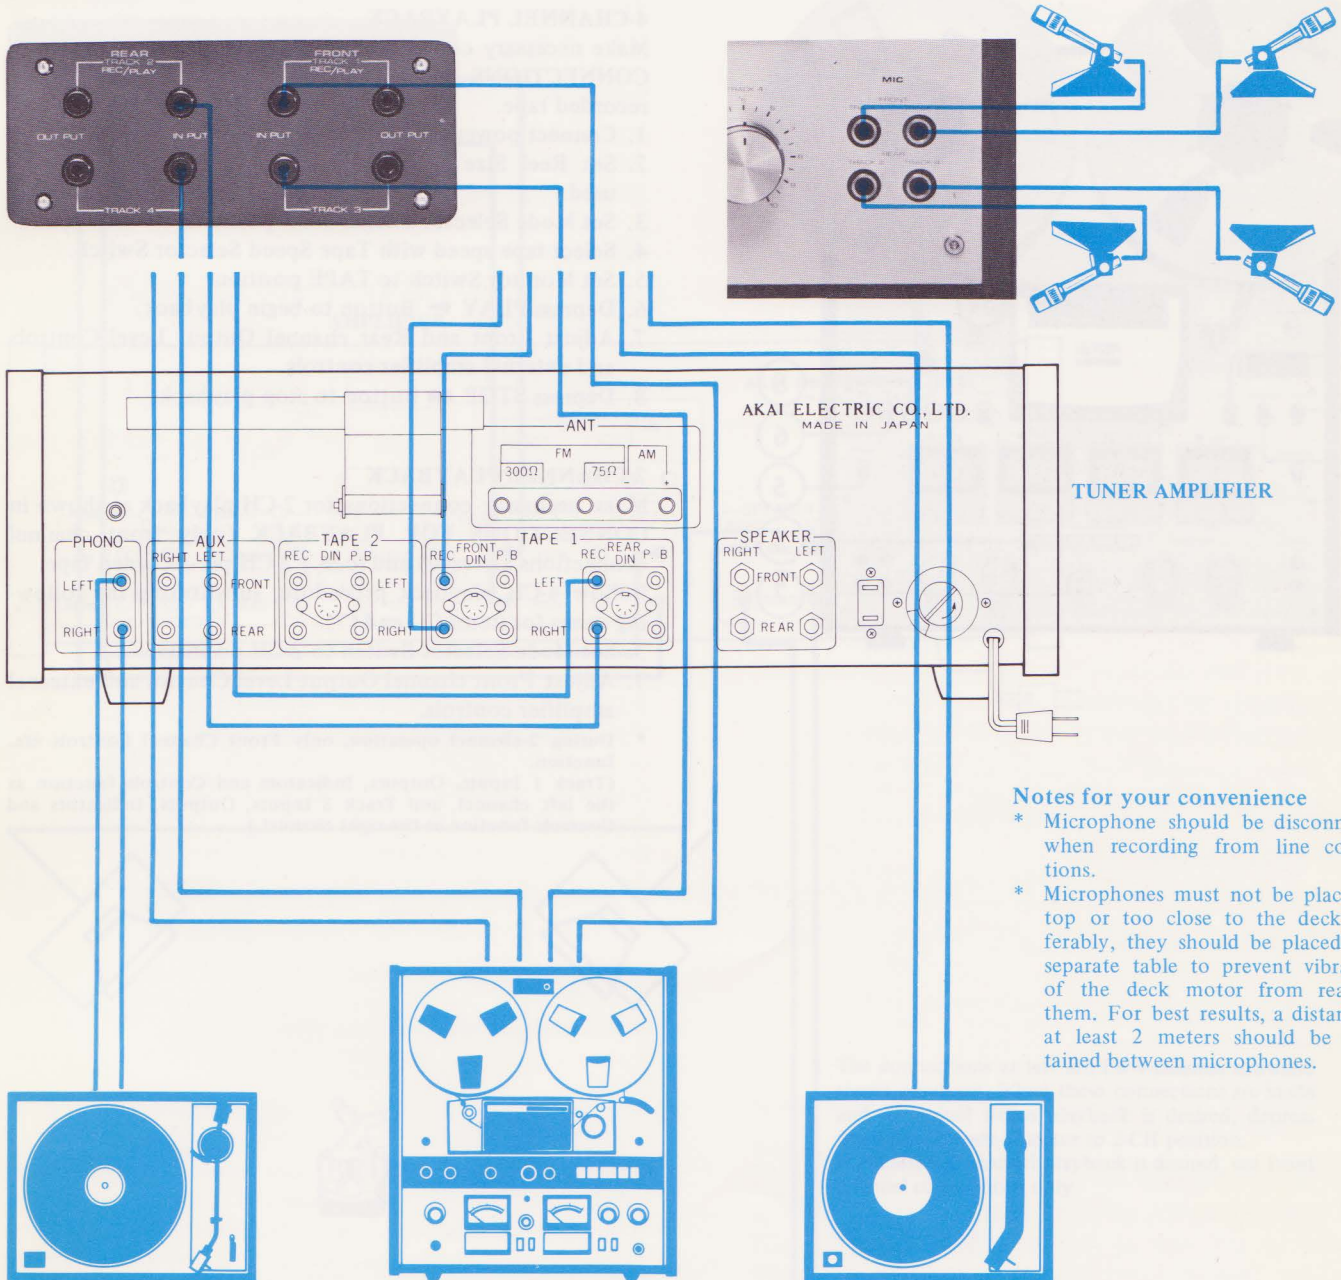 REAR
TRACK 2
REC/PLAY
FRONT
TRACK 1
REC/PLAY
OUT PUT
IN PUT
IN PUT
OUT PUT
TRACK 4
TRACK 3
MIC
FRONT
REAR
AKAI ELECTRIC CO., LTD.
MADE IN JAPAN
ANT
FM
AM
300Ω
75Ω
− +
TUNER AMPLIFIER
PHONO
LEFT
RIGHT
AUX
RIGHT LEFT
FRONT
REAR
TAPE 2
REC DIN P.B
LEFT
RIGHT
TAPE 1
REC FRONT DIN P.B
REC REAR DIN P.B
LEFT
RIGHT
SPEAKER
RIGHT LEFT
FRONT
REAR
Notes for your convenience
* Microphone should be
when recording from line
tions.
* Microphones must not be
top or too close to the deck
ferably, they should be placed
separate table to prevent
of the deck motor from
them, For best results, a
at least 2 meters should be
tained between microphones.